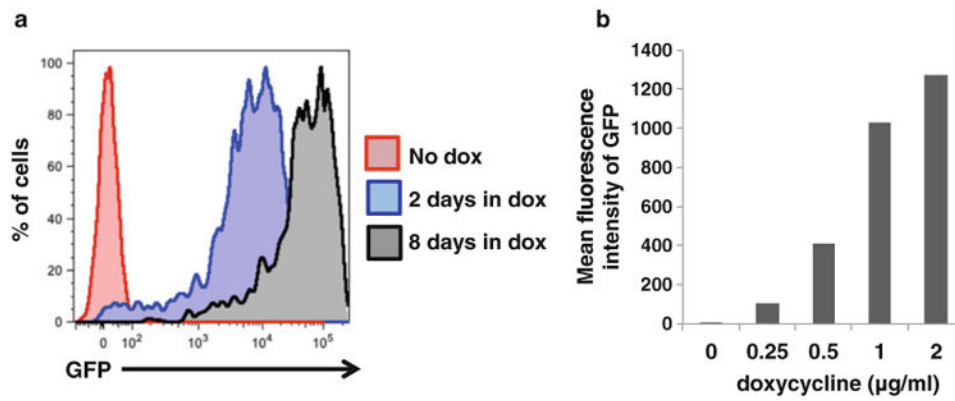 a
% of cells
100
80
60
40
20
0
0 10² 10³ 10⁴ 10⁵
GFP
No dox
2 days in dox
8 days in dox
b
Mean fluorescence
intensity of GFP
1400
1200
1000
800
600
400
200
0
0 0.25 0.5 1 2
doxycycline (µg/ml)